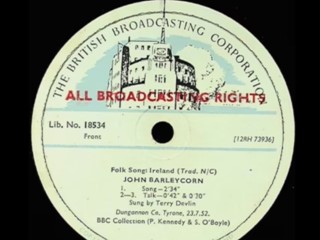 THE BRITISH BROADCASTING CORPORATION
ALL BROADCASTING RIGHTS
Lib. No. 18534
Frons
[12RH 73936]
Folk Song: Ireland (Trad. N/C)
JOHN BARLEYCORN
1. Song—2'34"
2—3. Talk—0'42" & 0'20"
Sung by Terry Devlin
Dungannon Co. Tyrone, 23.7.52.
BBC Collection (P. Kennedy & S. O'Boyle)